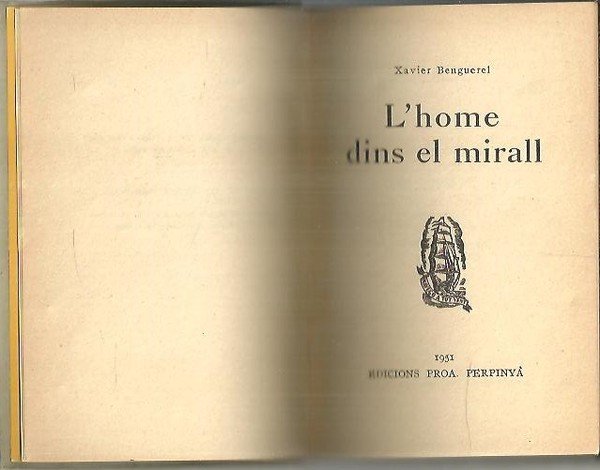 Xavier Benguerel
L'home
dins el mirall
1951
EDICIONS PROA. PERPINYÀ